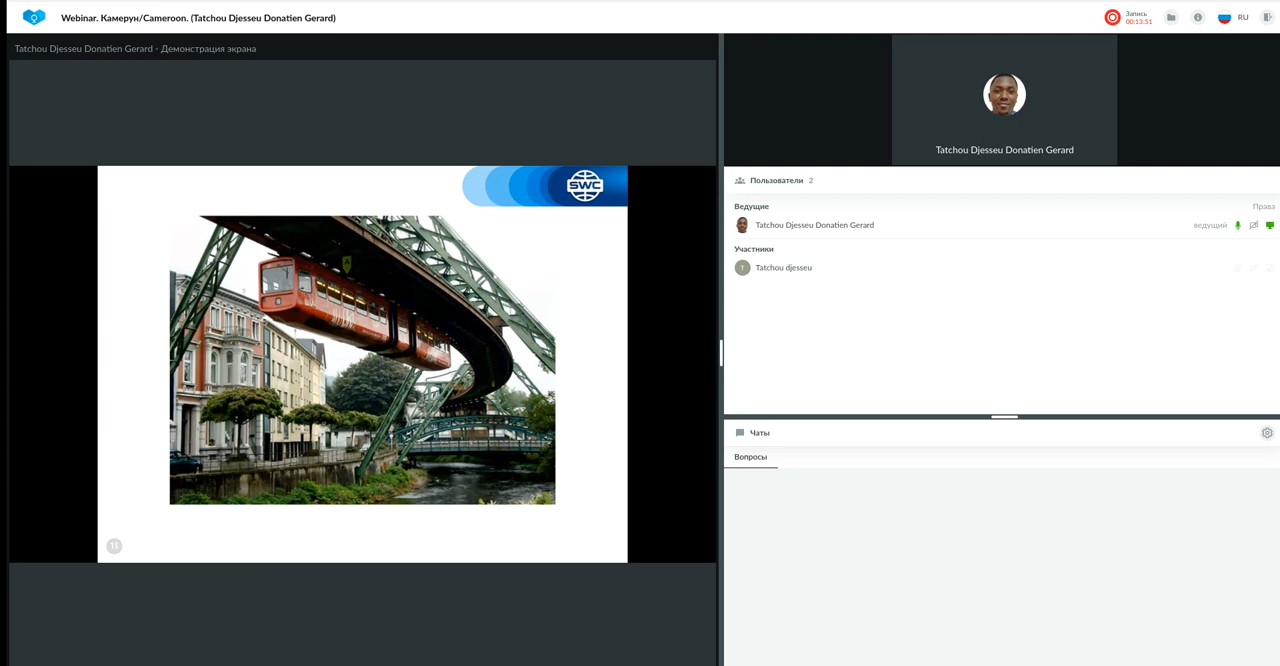 Webinar. Камерун/Cameroon. (Tatchou Djesseu Donatien Gerard)
Запись
00:13:51
RU
Tatchou Djesseu Donatien Gerard - Демонстрация экрана
SWC
Tatchou Djesseu Donatien Gerard
Пользователи 2
Ведущие Права
Tatchou Djesseu Donatien Gerard ведущий
Участники
T Tatchou djesseu
Чаты
Вопросы